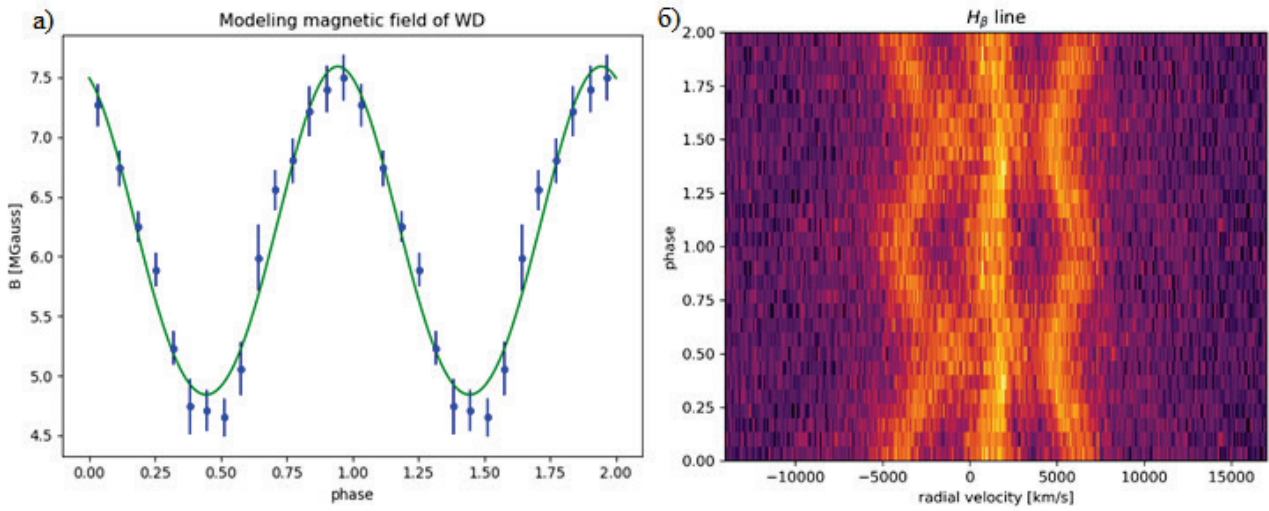 а)
Modeling magnetic field of WD
B [MGauss]
7.5
7.0
6.5
6.0
5.5
5.0
4.5
0.00 0.25 0.50 0.75 1.00 1.25 1.50 1.75 2.00
phase
б)
Hβ line
phase
2.00
1.75
1.50
1.25
1.00
0.75
0.50
0.25
0.00
−10000 −5000 0 5000 10000 15000
radial velocity [km/s]